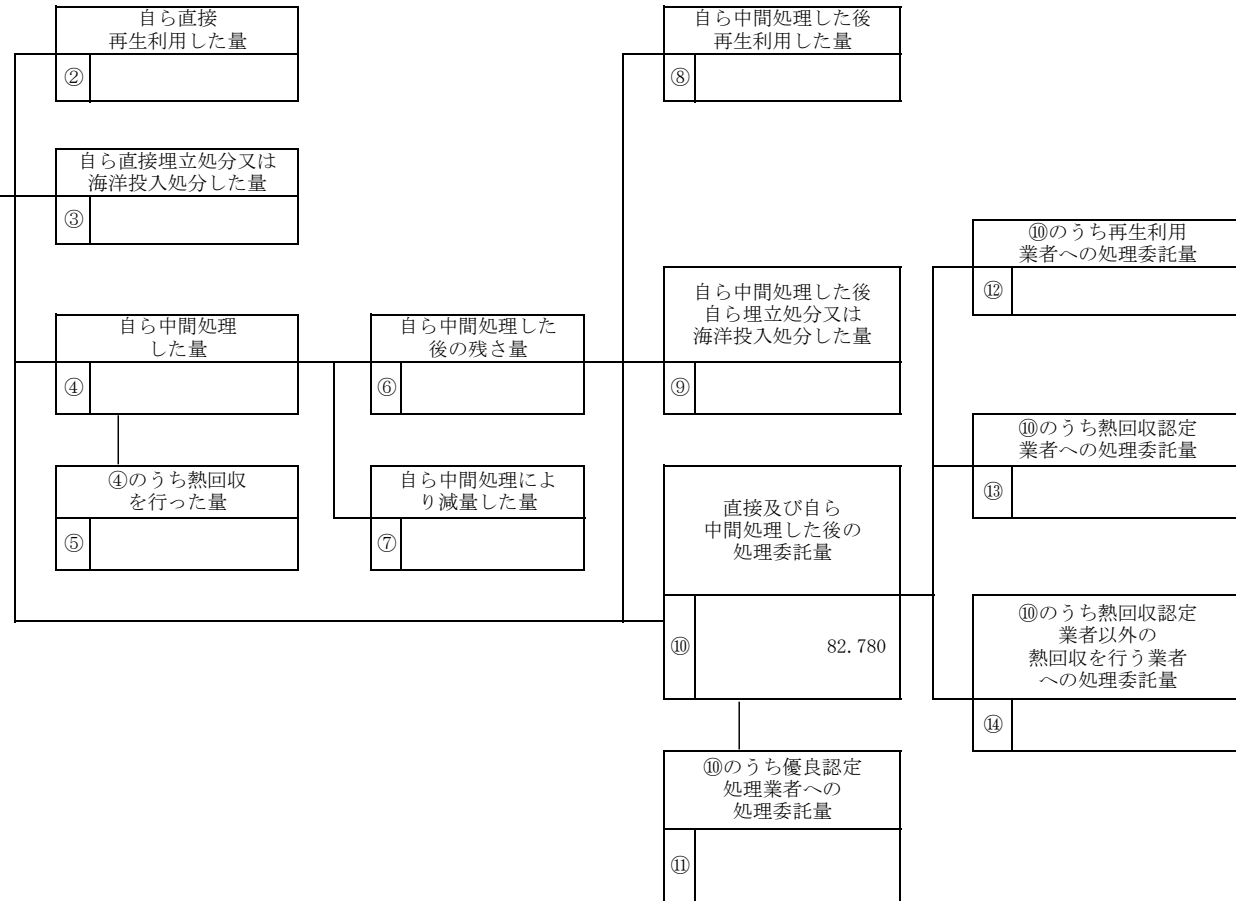 自ら直接
再生利用した量
②
自ら中間処理した後
再生利用した量
⑧
自ら直接埋立処分又は
海洋投入処分した量
③
⑩のうち再生利用
業者への処理委託量
⑫
自ら中間処理した後
自ら埋立処分又は
海洋投入処分した量
⑨
自ら中間処理
した量
④
自ら中間処理した
後の残さ量
⑥
⑩のうち熱回収認定
業者への処理委託量
⑬
④のうち熱回収
を行った量
⑤
自ら中間処理によ
り減量した量
⑦
直接及び自ら
中間処理した後の
処理委託量
⑩ 82.780
⑩のうち熱回収認定
業者以外の
熱回収を行う業者
への処理委託量
⑭
⑩のうち優良認定
処理業者への
処理委託量
⑪